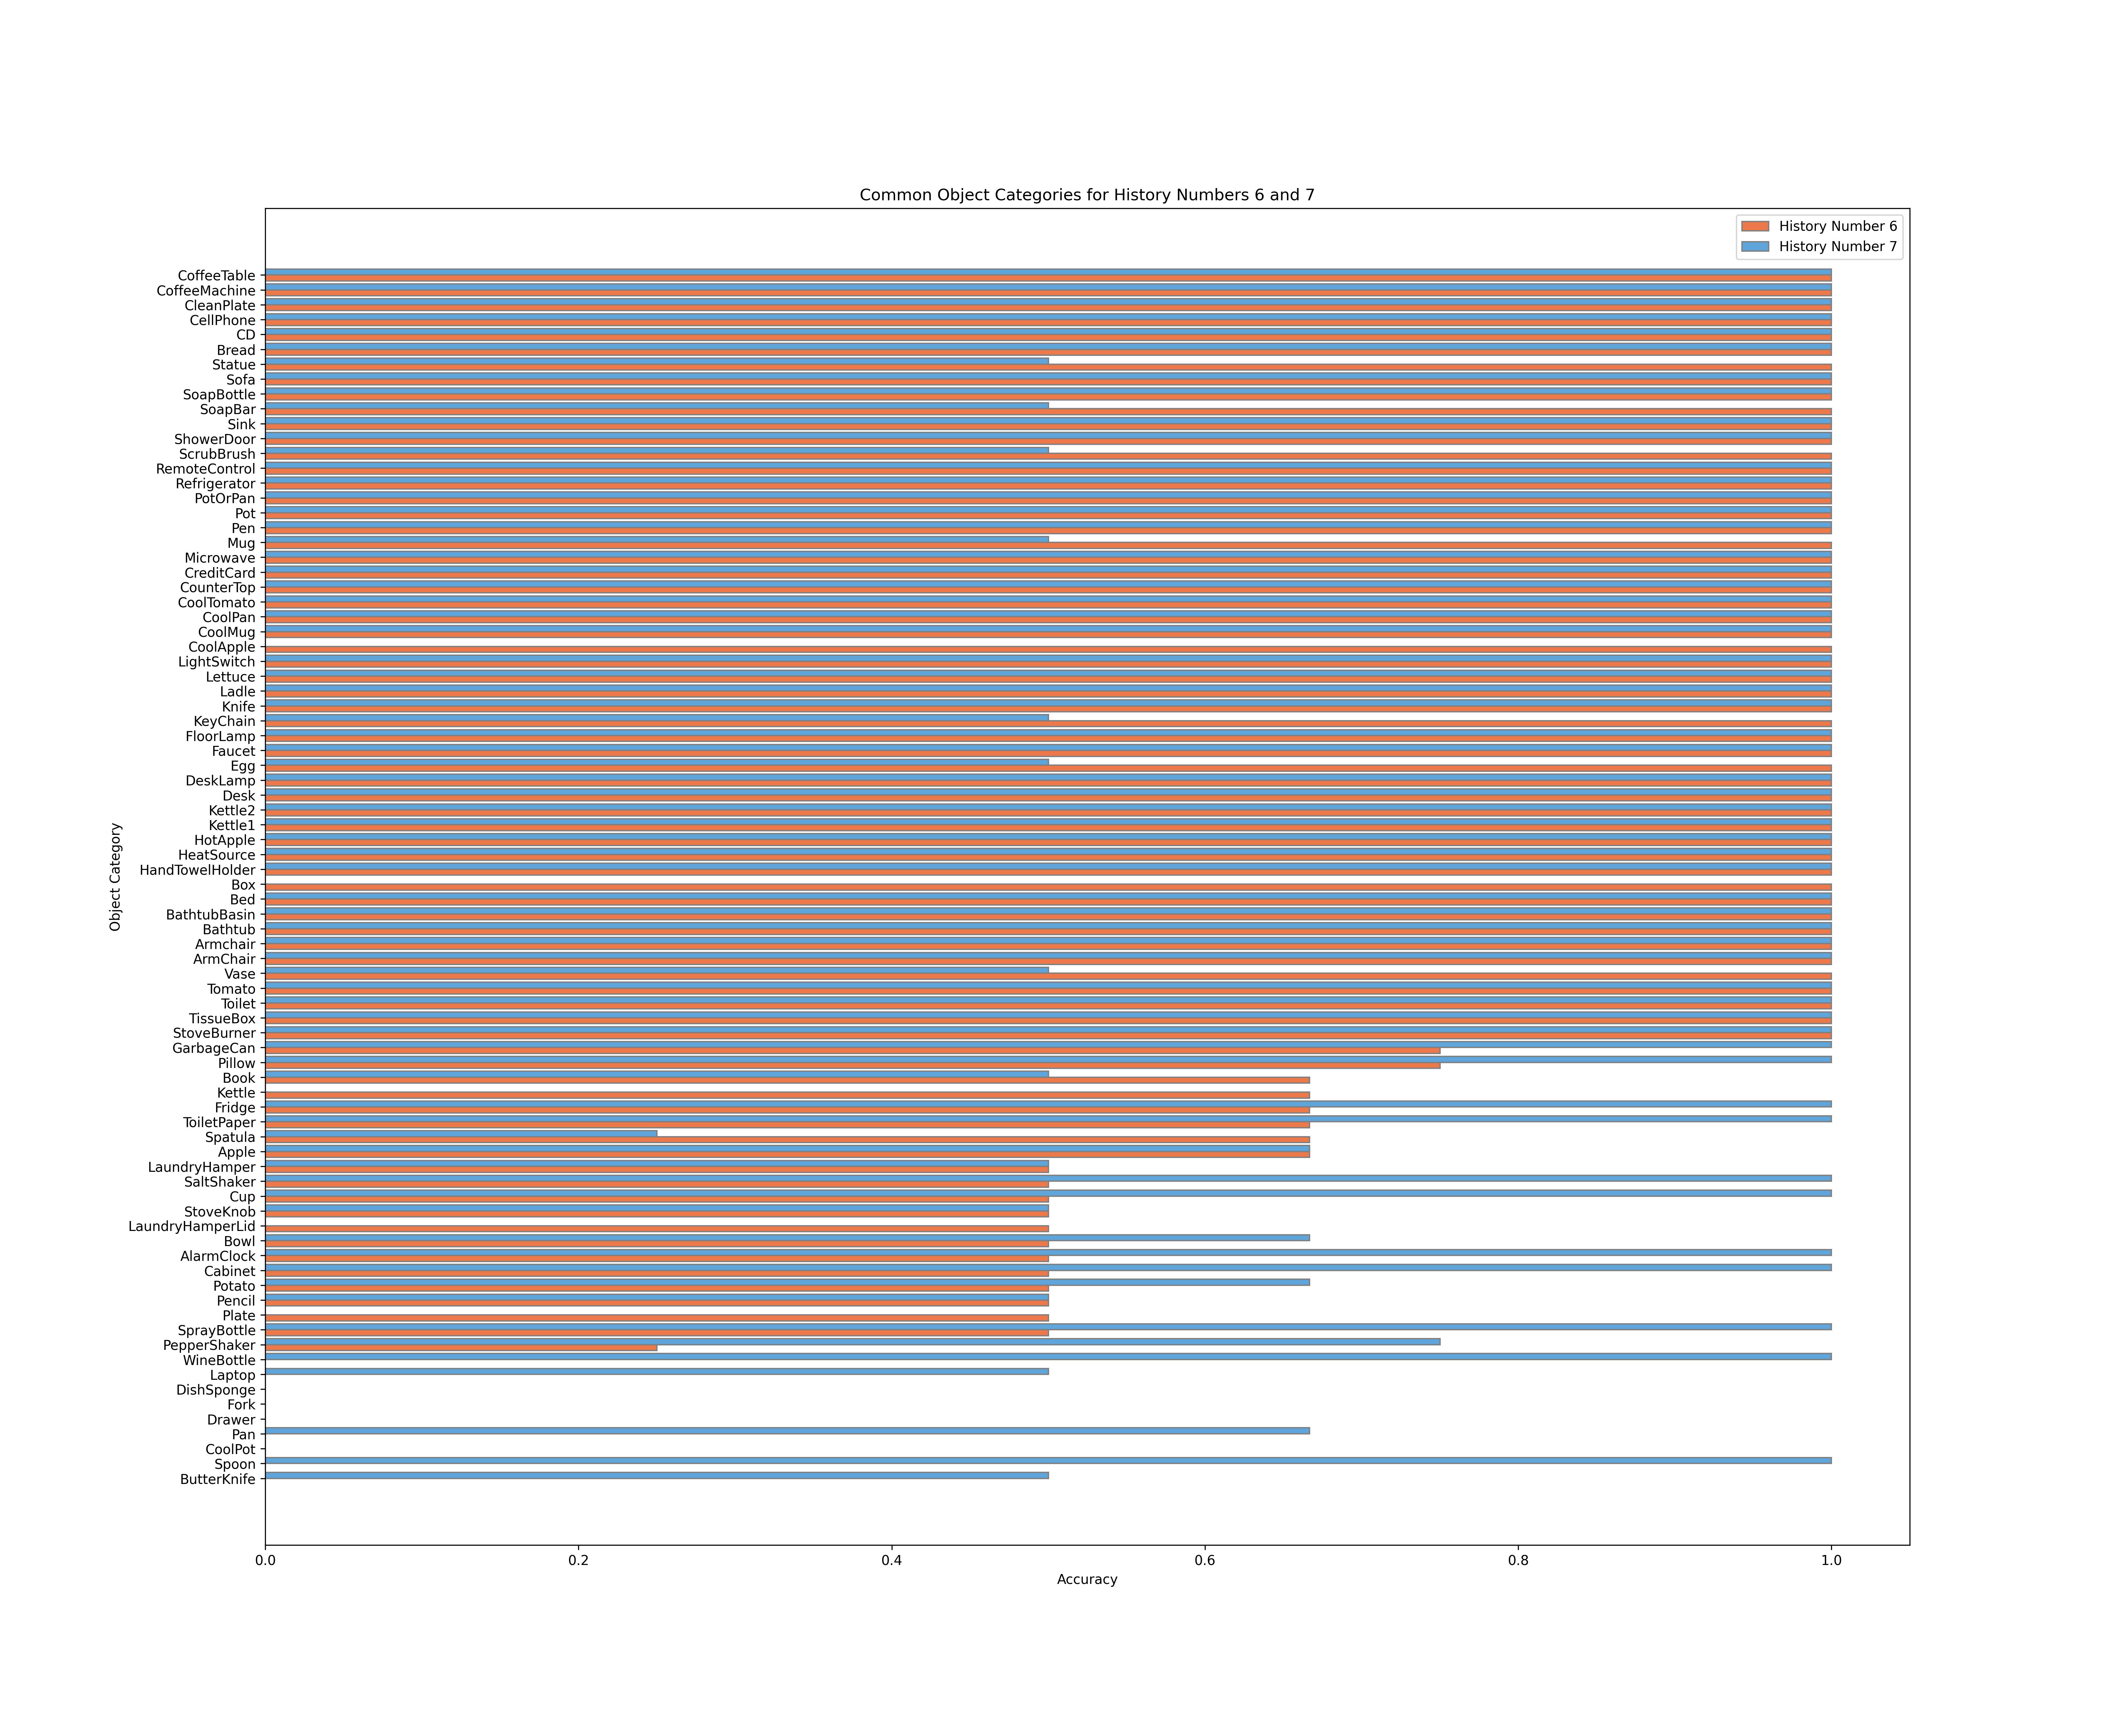 Common Object Categories for History Numbers 6 and 7
History Number 6
History Number 7
CoffeeTable
CoffeeMachine
CleanPlate
CellPhone
CD
Bread
Statue
Sofa
SoapBottle
SoapBar
Sink
ShowerDoor
ScrubBrush
RemoteControl
Refrigerator
PotOrPan
Pot
Pen
Mug
Microwave
CreditCard
CounterTop
CoolTomato
CoolPan
CoolMug
CoolApple
LightSwitch
Lettuce
Ladle
Knife
KeyChain
FloorLamp
Faucet
Egg
DeskLamp
Desk
Kettle2
Kettle1
HotApple
HeatSource
HandTowelHolder
Box
Bed
BathtubBasin
Bathtub
Armchair
ArmChair
Vase
Tomato
Toilet
TissueBox
StoveBurner
GarbageCan
Pillow
Book
Kettle
Fridge
ToiletPaper
Spatula
Apple
LaundryHamper
SaltShaker
Cup
StoveKnob
LaundryHamperLid
Bowl
AlarmClock
Cabinet
Potato
Pencil
Plate
SprayBottle
PepperShaker
WineBottle
Laptop
DishSponge
Fork
Drawer
Pan
CoolPot
Spoon
ButterKnife
Object Category
0.0 0.2 0.4 0.6 0.8 1.0
Accuracy